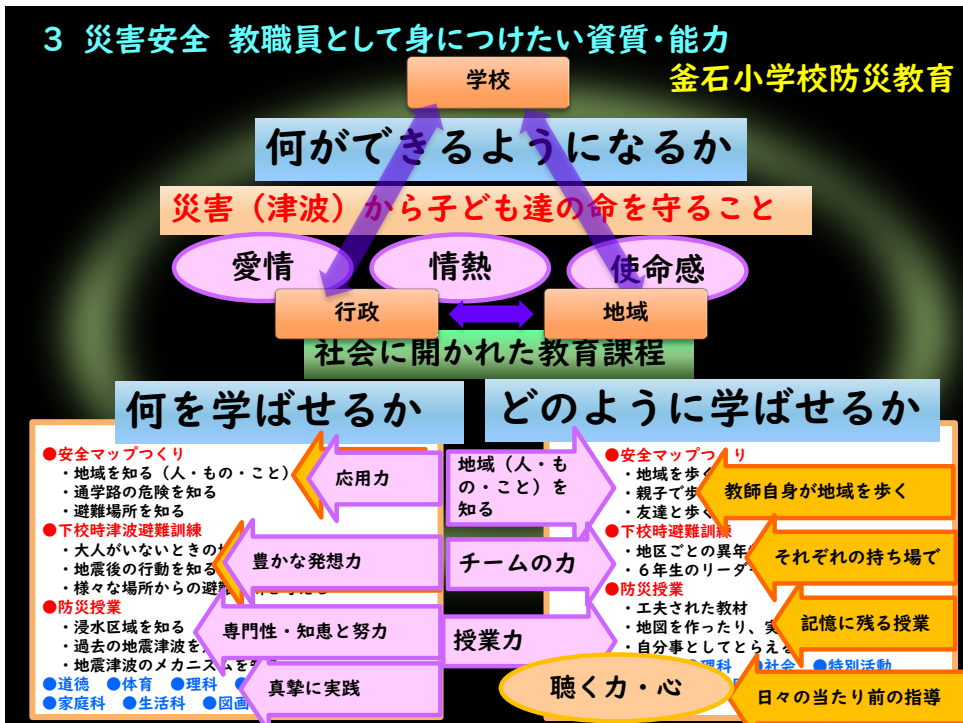 3 災害安全 教職員として身につけたい資質・能力
釜石小学校防災教育
学校
何ができるようになるか
災害（津波）から子ども達の命を守ること
愛情
情熱
使命感
行政
地域
社会に開かれた教育課程
何を学ばせるか
●安全マップつくり
・地域を知る（人・もの・こと）
・通学路の危険を知る
・避難場所を知る
●下校時津波避難訓練
・大人がいないときの
・地震後の行動を知る
・様々な場所からの避難
●防災授業
・浸水区域を知る
・過去の地震津波を
・地震津波のメカニズムを
●道徳 ●体育 ●理科
●家庭科 ●生活科 ●図画
応用力
豊かな発想力
専門性・知恵と努力
真摯に実践
どのように学ばせるか
地域（人・も
の・こと）を
知る
チームの力
授業力
聴く力・心
●安全マップつくり
・地域を歩く
・親子で歩
・友達と歩く
●下校時避難訓練
・地区ごとの異年
・６年生のリーダ
●防災授業
・工夫された教材
・地図を作ったり、実
・自分事としてとらえる
理科 ●社会 ●特別活動
教師自身が地域を歩く
それぞれの持ち場で
記憶に残る授業
日々の当たり前の指導